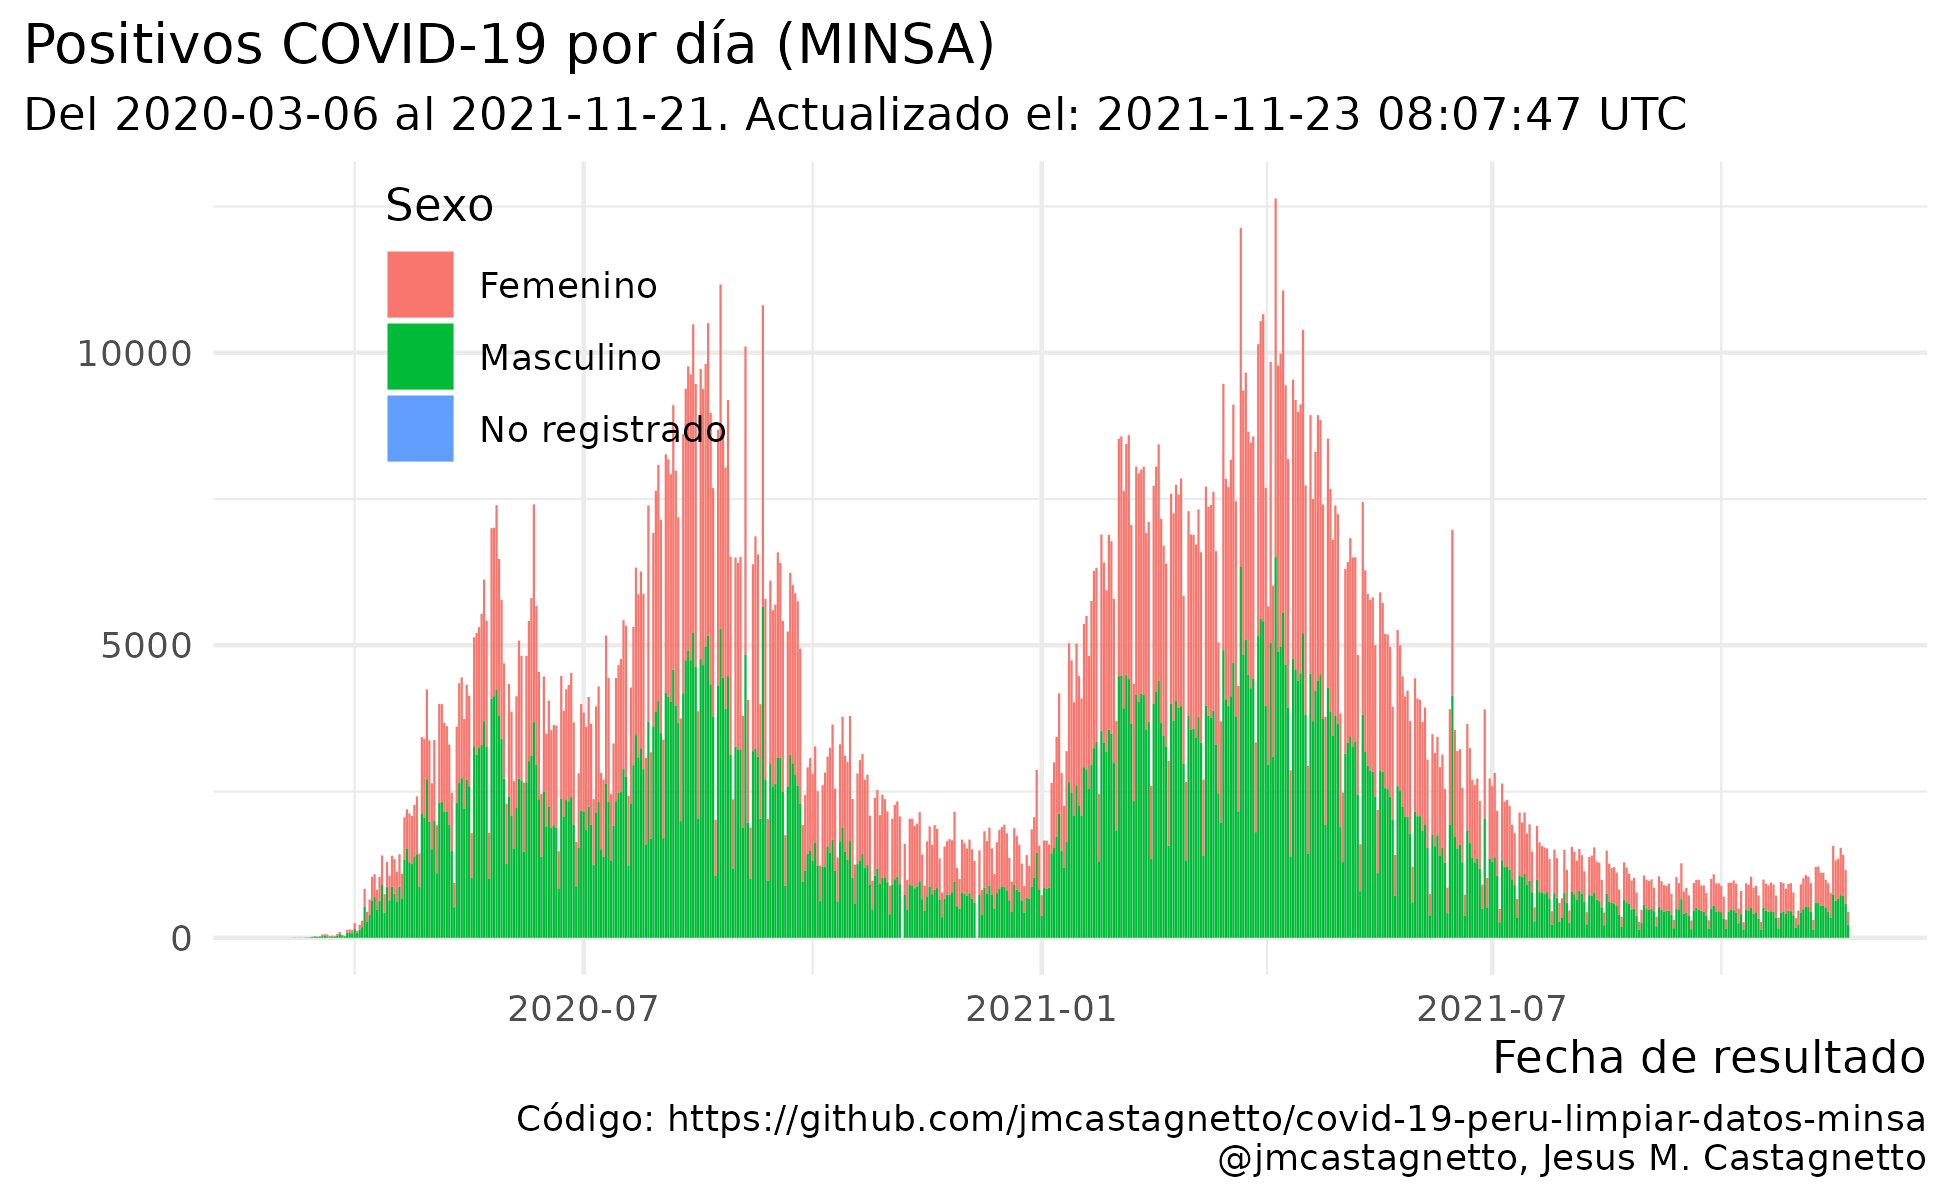 Positivos COVID-19 por día (MINSA)
Del 2020-03-06 al 2021-11-21. Actualizado el: 2021-11-23 08:07:47 UTC
Sexo
Femenino
Masculino
No registrado
10000
5000
0
2020-07
2021-01
2021-07
Fecha de resultado
Código: https://github.com/jmcastagnetto/covid-19-peru-limpiar-datos-minsa
@jmcastagnetto, Jesus M. Castagnetto